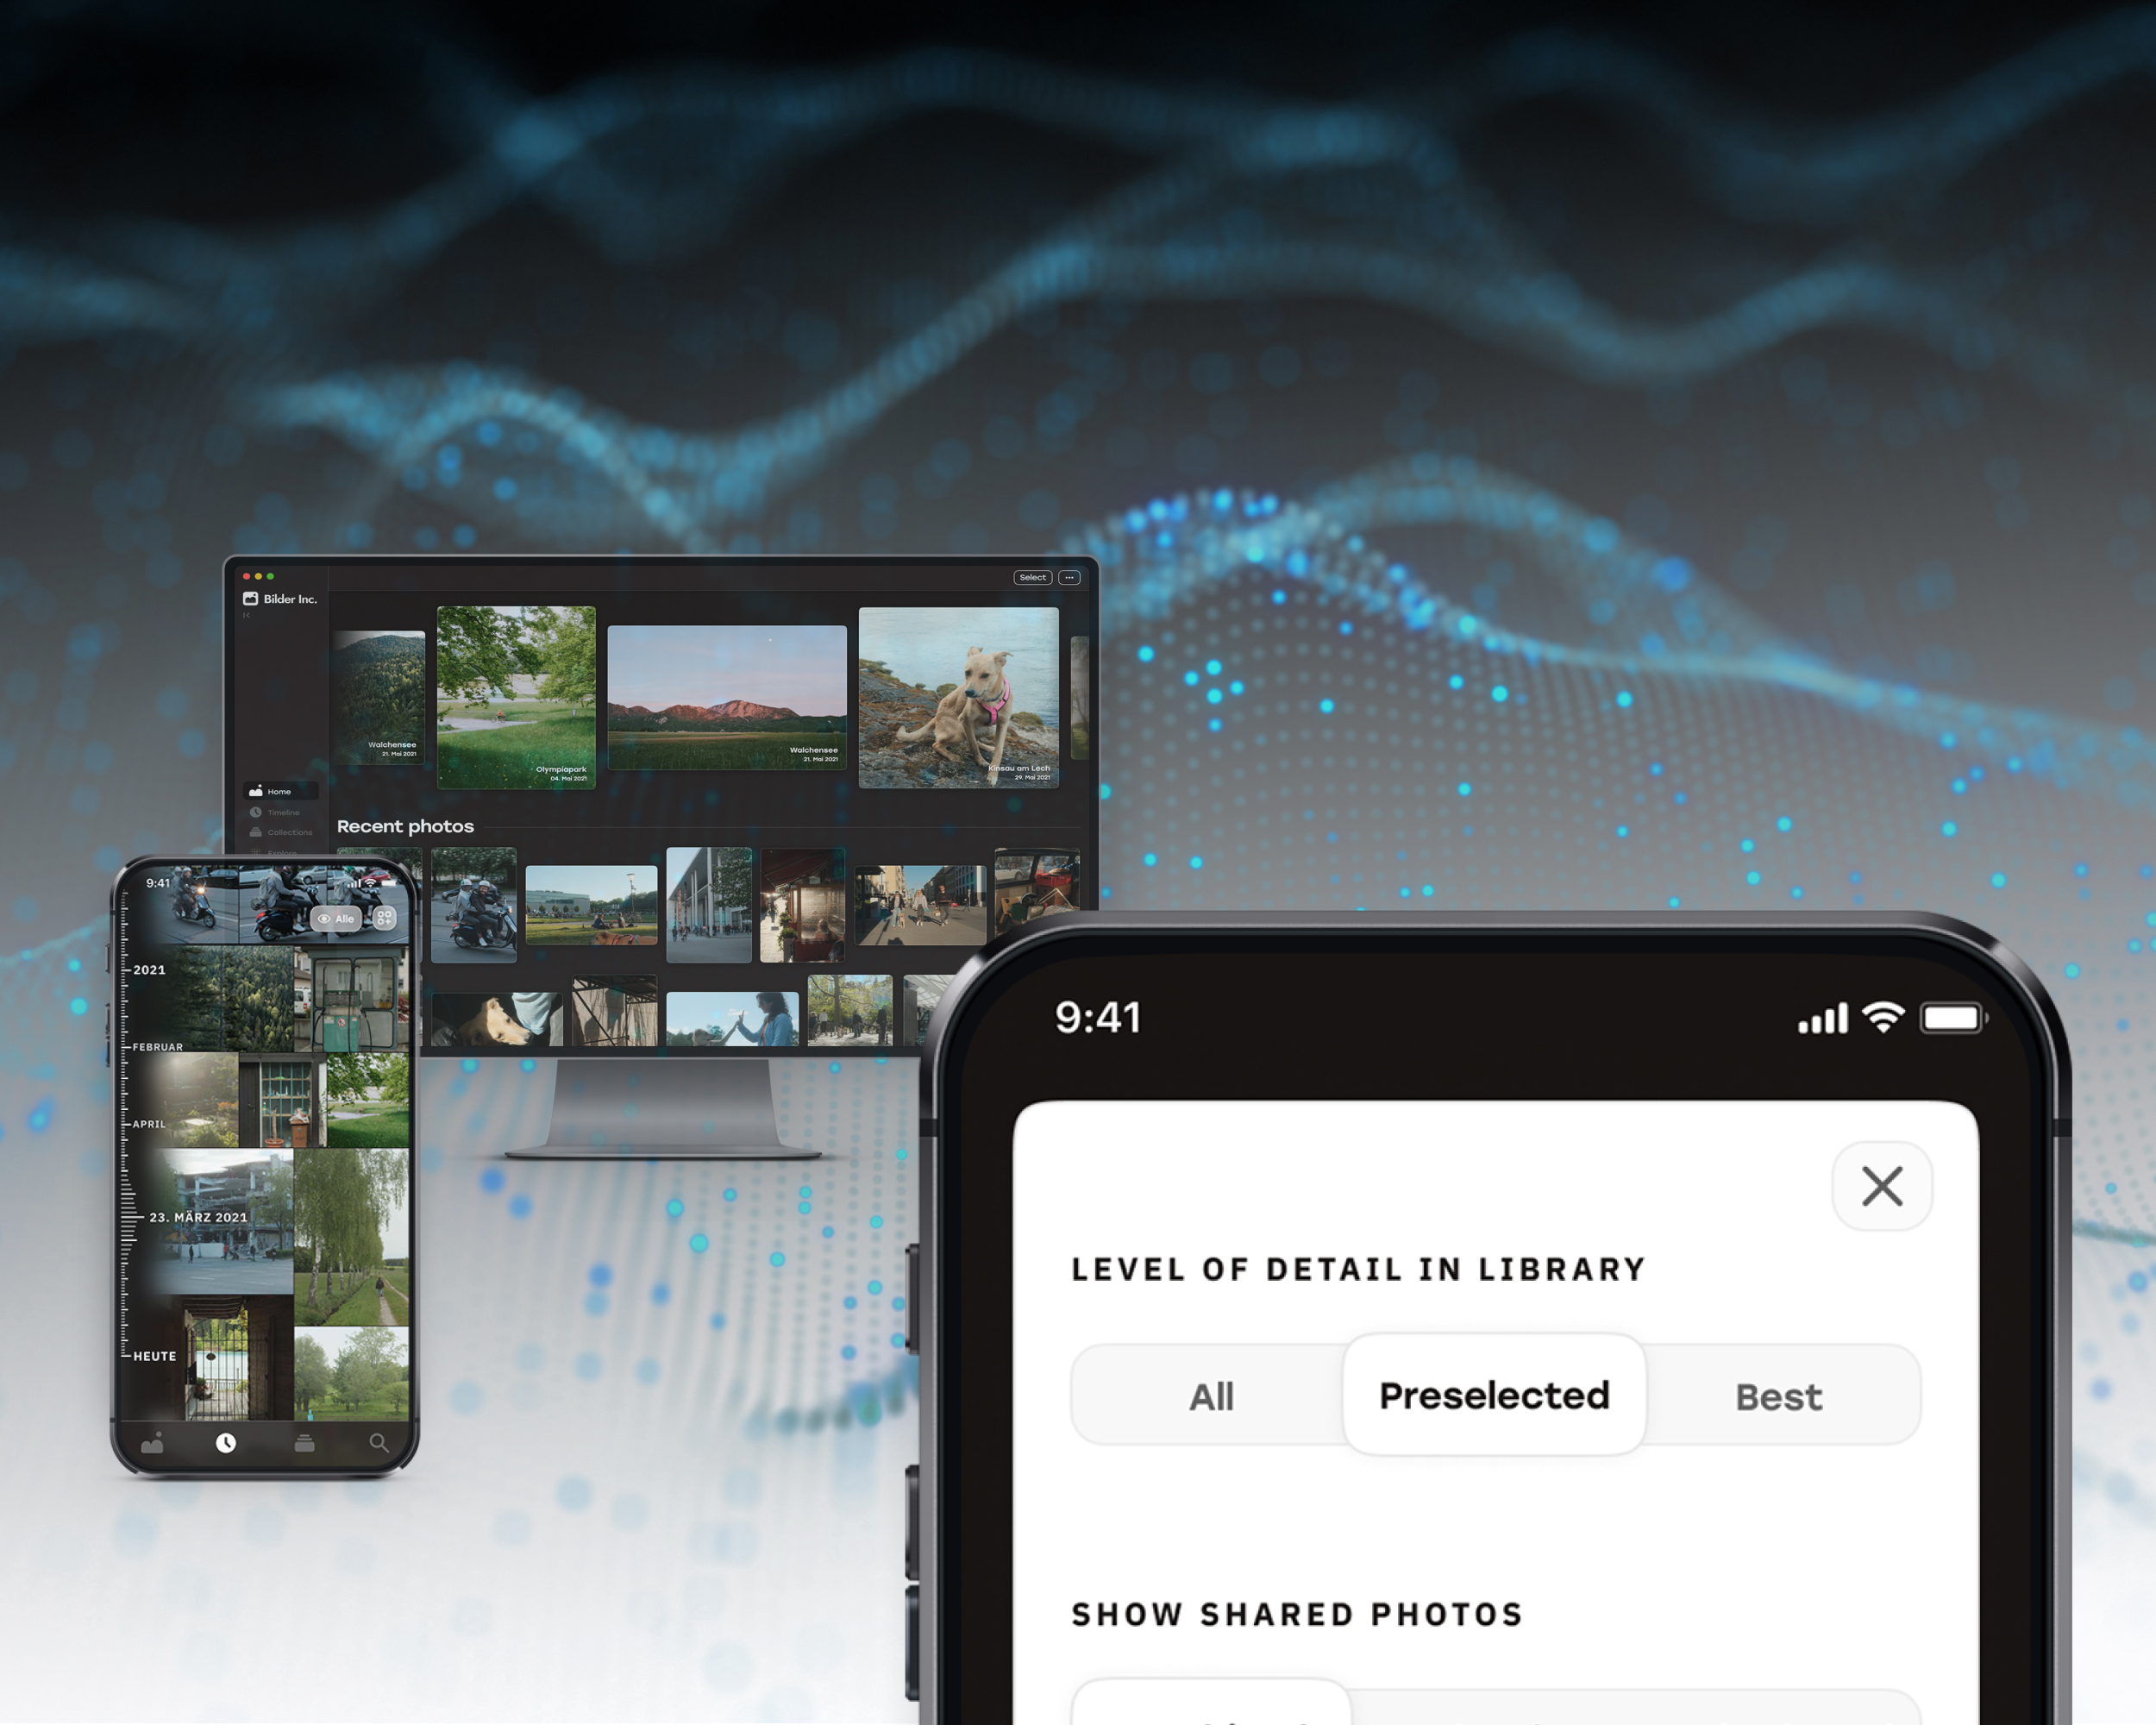 Select
Bilder Inc.
Walchensee
21. Mai 2021
Olympiapark
04. Mai 2021
Walchensee
21. Mai 2021
Kinsau am Lech
29. Mai 2021
Home
Timeline
Collections
Explore
Recent photos
9:41
Alle
2021
FEBRUAR
APRIL
23. MÄRZ 2021
HEUTE
9:41
LEVEL OF DETAIL IN LIBRARY
All Preselected Best
SHOW SHARED PHOTOS